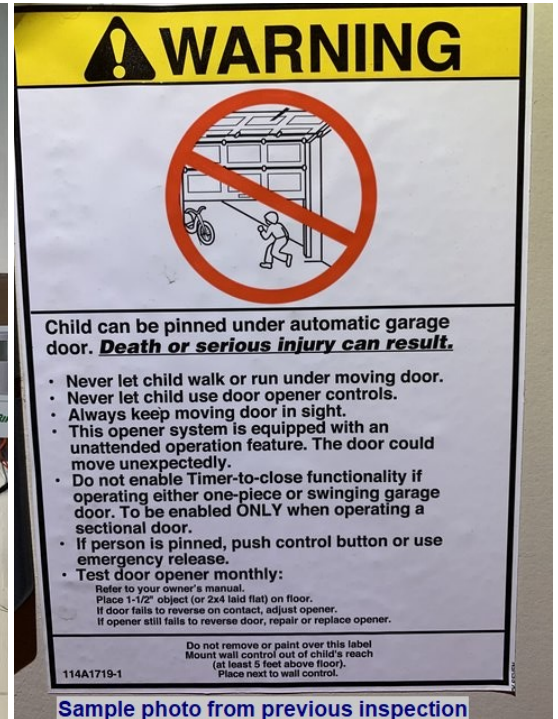 WARNING
Child can be pinned under automatic garage
door. Death or serious injury can result.
• Never let child walk or run under moving door.
• Never let child use door opener controls.
• Always keep moving door in sight.
• This opener system is equipped with an
unattended operation feature. The door could
move unexpectedly.
• Do not enable Timer-to-close functionality if
operating either one-piece or swinging garage
door. To be enabled ONLY when operating a
sectional door.
• If person is pinned, push control button or use
emergency release.
• Test door opener monthly:
Refer to your owner's manual.
Place 1-1/2" object (or 2x4 laid flat) on floor.
If door fails to reverse on contact, adjust opener.
If opener still fails to reverse door, repair or replace opener.
Do not remove or paint over this label
Mount wall control out of child's reach
(at least 5 feet above floor).
Place next to wall control.
114A1719-1
Sample photo from previous inspection